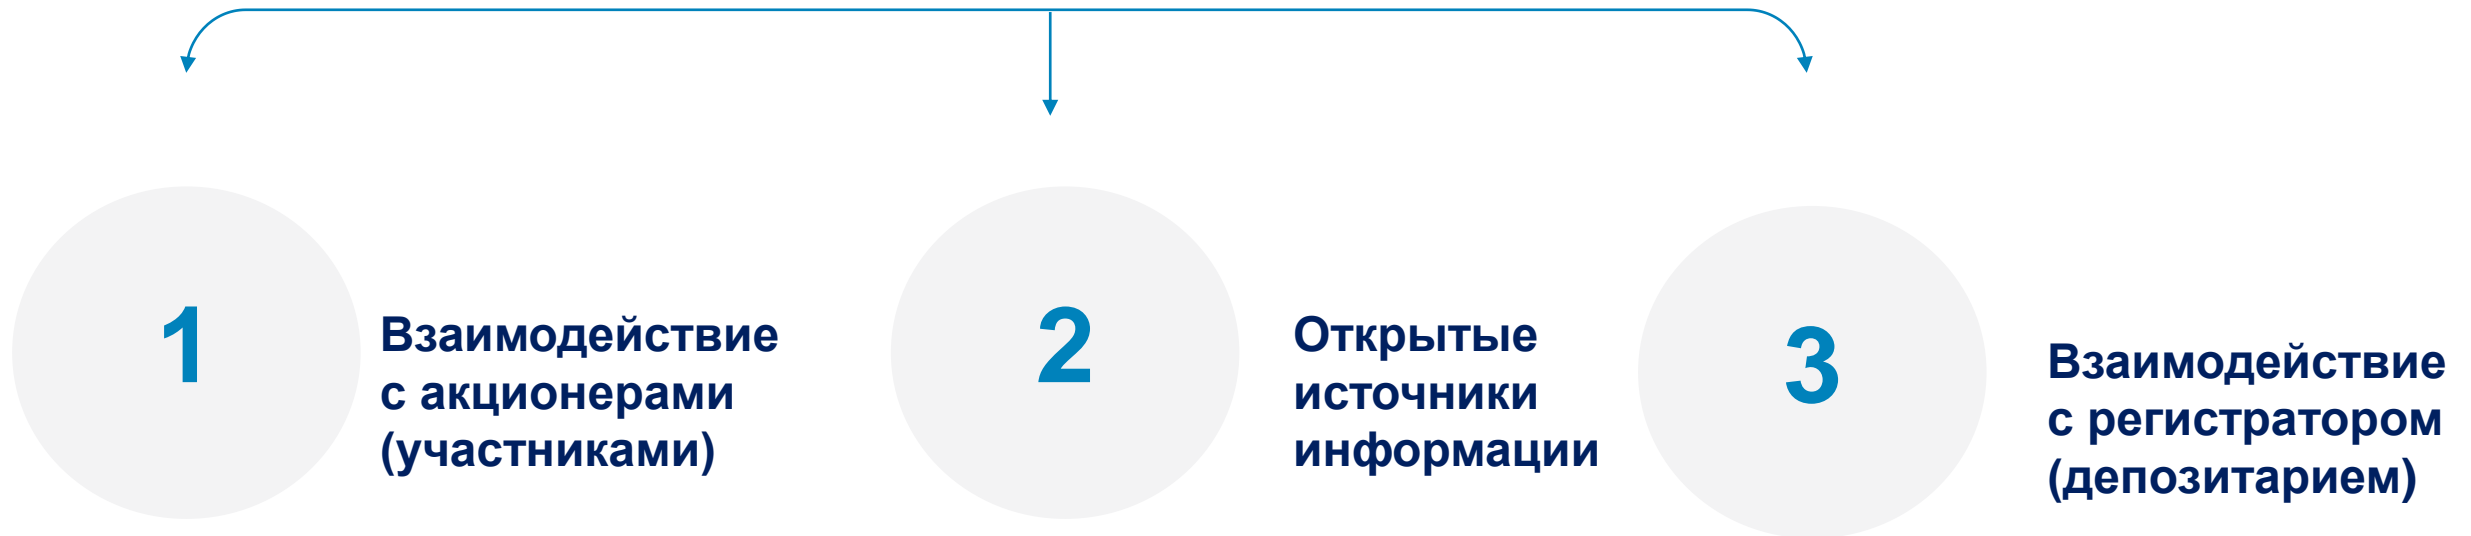 1
Взаимодействие
с акционерами
(участниками)
2
Открытые
источники
информации
3
Взаимодействие
с регистратором
(депозитарием)